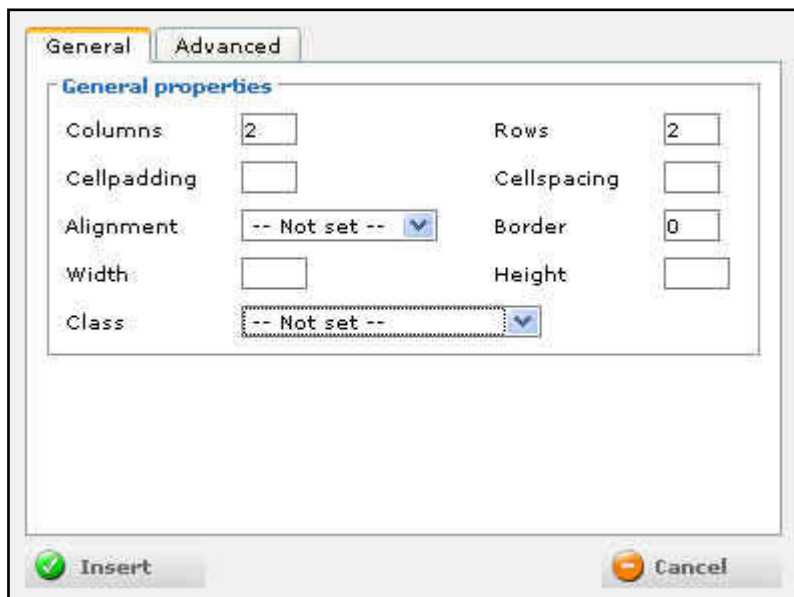 General Advanced
General properties
Columns 2 Rows 2
Cellpadding Cellspacing
Alignment -- Not set -- Border 0
Width Height
Class -- Not set --
Insert Cancel